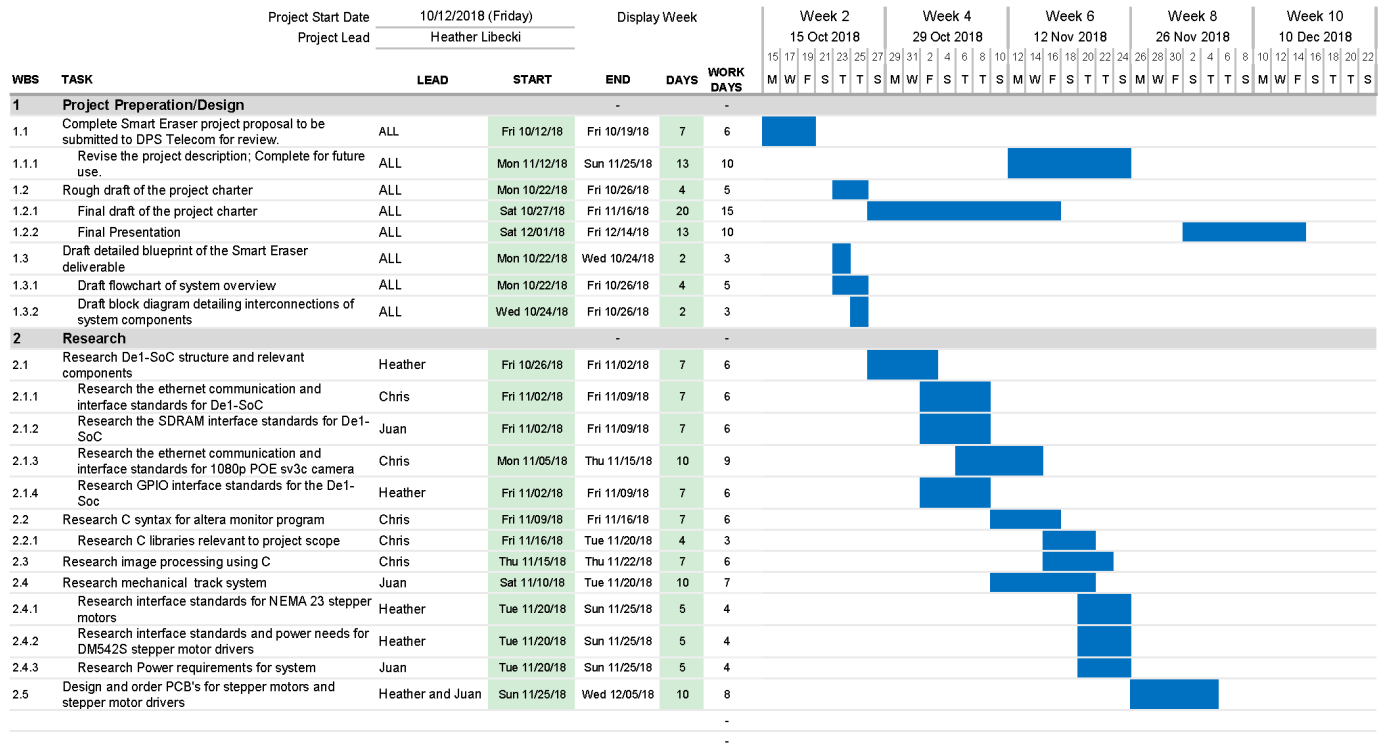 Project Start Date 10/12/2018 (Friday) Display Week Week 2 Week 4 Week 6 Week 8 Week 10
Project Lead Heather Libecki 15 Oct 2018 29 Oct 2018 12 Nov 2018 26 Nov 2018 10 Dec 2018
15 17 19 21 23 25 27 29 31 2 4 6 8 10 12 14 16 18 20 22 24 26 28 30 2 4 6 8 10 12 14 16 18 20 22
WBS TASK LEAD START END DAYS WORK DAYS M W F S T T S M W F S T T S M W F S T T S M W F S T T S M W F S T T S
1 Project Preperation/Design - -
1.1 Complete Smart Eraser project proposal to be
submitted to DPS Telecom for review. ALL Fri 10/12/18 Fri 10/19/18 7 6
1.1.1 Revise the project description; Complete for future
use. ALL Mon 11/12/18 Sun 11/25/18 13 10
1.2 Rough draft of the project charter ALL Mon 10/22/18 Fri 10/26/18 4 5
1.2.1 Final draft of the project charter ALL Sat 10/27/18 Fri 11/16/18 20 15
1.2.2 Final Presentation ALL Sat 12/01/18 Fri 12/14/18 13 10
1.3 Draft detailed blueprint of the Smart Eraser
deliverable ALL Mon 10/22/18 Wed 10/24/18 2 3
1.3.1 Draft flowchart of system overview ALL Mon 10/22/18 Fri 10/26/18 4 5
1.3.2 Draft block diagram detailing interconnections of
system components ALL Wed 10/24/18 Fri 10/26/18 2 3
2 Research - -
2.1 Research De1-SoC structure and relevant
components Heather Fri 10/26/18 Fri 11/02/18 7 6
2.1.1 Research the ethernet communication and
interface standards for De1-SoC Chris Fri 11/02/18 Fri 11/09/18 7 6
2.1.2 Research the SDRAM interface standards for De1-
SoC Juan Fri 11/02/18 Fri 11/09/18 7 6
2.1.3 Research the ethernet communication and
interface standards for 1080p POE sv3c camera Chris Mon 11/05/18 Thu 11/15/18 10 9
2.1.4 Research GPIO interface standards for the De1-
Soc Heather Fri 11/02/18 Fri 11/09/18 7 6
2.2 Research C syntax for altera monitor program Chris Fri 11/09/18 Fri 11/16/18 7 6
2.2.1 Research C libraries relevant to project scope Chris Fri 11/16/18 Tue 11/20/18 4 3
2.3 Research image processing using C Chris Thu 11/15/18 Thu 11/22/18 7 6
2.4 Research mechanical track system Juan Sat 11/10/18 Tue 11/20/18 10 7
2.4.1 Research interface standards for NEMA 23 stepper
motors Heather Tue 11/20/18 Sun 11/25/18 5 4
2.4.2 Research interface standards and power needs for
DM542S stepper motor drivers Heather Tue 11/20/18 Sun 11/25/18 5 4
2.4.3 Research Power requirements for system Juan Tue 11/20/18 Sun 11/25/18 5 4
2.5 Design and order PCB's for stepper motors and
stepper motor drivers Heather and Juan Sun 11/25/18 Wed 12/05/18 10 8
-
-